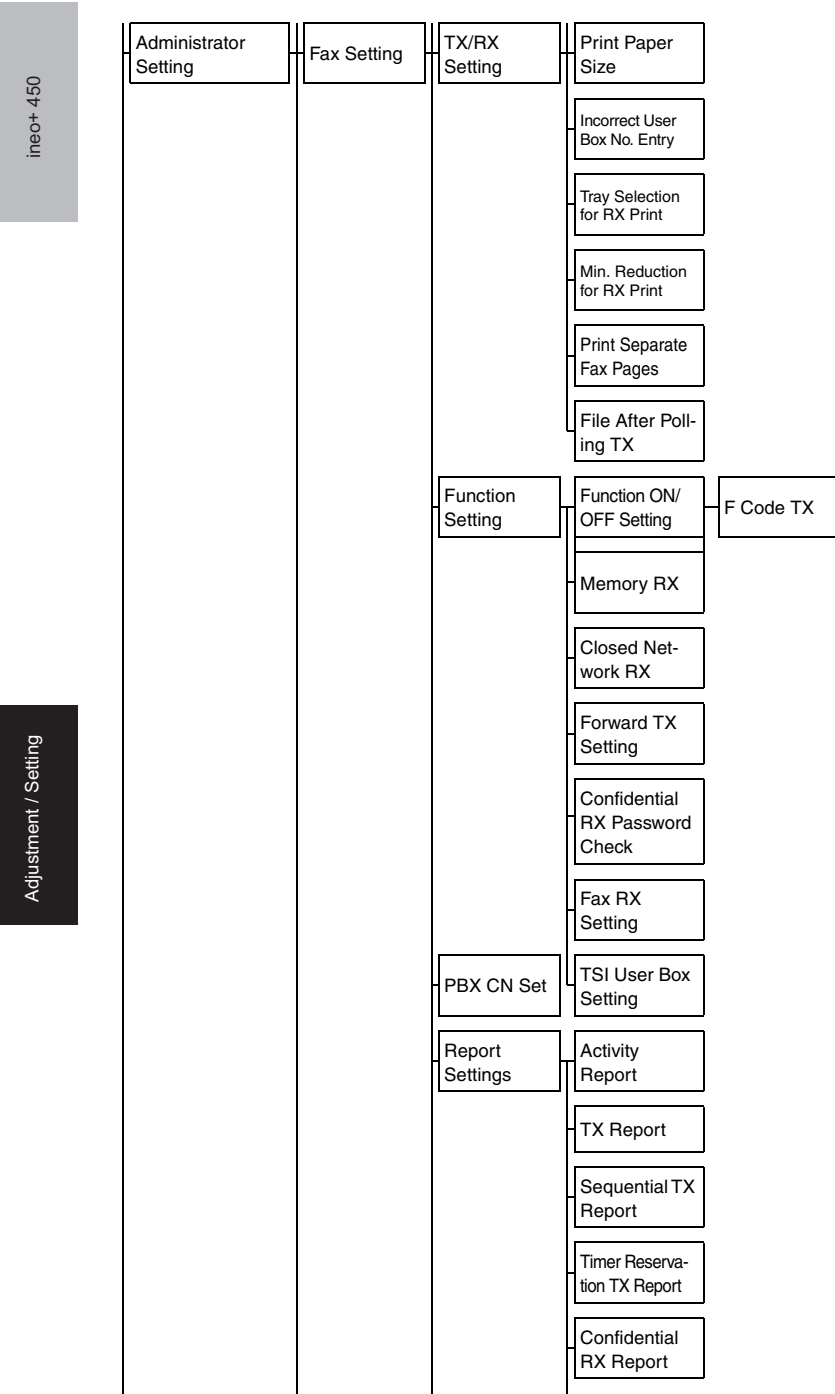 ineo+ 450
Adjustment / Setting
Administrator
Setting
Fax Setting
TX/RX
Setting
Print Paper
Size
Incorrect User
Box No. Entry
Tray Selection
for RX Print
Min. Reduction
for RX Print
Print Separate
Fax Pages
File After Poll-
ing TX
Function
Setting
Function ON/
OFF Setting
F Code TX
Memory RX
Closed Net-
work RX
Forward TX
Setting
Confidential
RX Password
Check
Fax RX
Setting
PBX CN Set
TSI User Box
Setting
Report
Settings
Activity
Report
TX Report
Sequential TX
Report
Timer Reserva-
tion TX Report
Confidential
RX Report